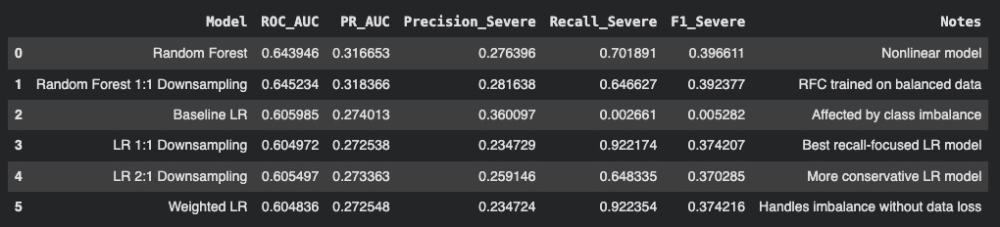 Model ROC_AUC PR_AUC Precision_Severe Recall_Severe F1_Severe Notes
0 Random Forest 0.643946 0.316653 0.276396 0.701891 0.396611 Nonlinear model
1 Random Forest 1:1 Downsampling 0.645234 0.318366 0.281638 0.646627 0.392377 RFC trained on balanced data
2 Baseline LR 0.605985 0.274013 0.360097 0.002661 0.005282 Affected by class imbalance
3 LR 1:1 Downsampling 0.604972 0.272538 0.234729 0.922174 0.374207 Best recall-focused LR model
4 LR 2:1 Downsampling 0.605497 0.273363 0.259146 0.648335 0.370285 More conservative LR model
5 Weighted LR 0.604836 0.272548 0.234724 0.922354 0.374216 Handles imbalance without data loss